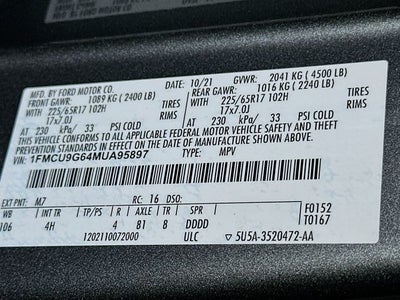 MFD. BY FORD MOTOR CO.
10/21 GVWR: 2041 KG (4500 LB)
FRONT GAWR: 1089 KG (2400 LB) REAR GAWR: 1016 KG (2240 LB)
225/65R17 102H TIRES 225/65R17 102H TIRES
17x7.0J RIMS 17x7.0J RIMS
AT 230 kPa/ 33 PSI COLD AT 230 kPa/ 33 PSI COLD
THIS VEHICLE CONFORMS TO ALL APPLICABLE FEDERAL MOTOR VEHICLE SAFETY AND THEFT
PREVENTION STANDARDS IN EFFECT ON THE DATE OF MANUFACTURE SHOWN ABOVE.
VIN: 1FMCU9G64MUA95897 TYPE: MPV
EXT PNT: M7 RC: 16 DSO:
WB INT TR TP/PS R AXLE TR SPR F0152
106 4H 4 81 8 DDDD T0167
1202110072000 ULC 5U5A-3520472-AA